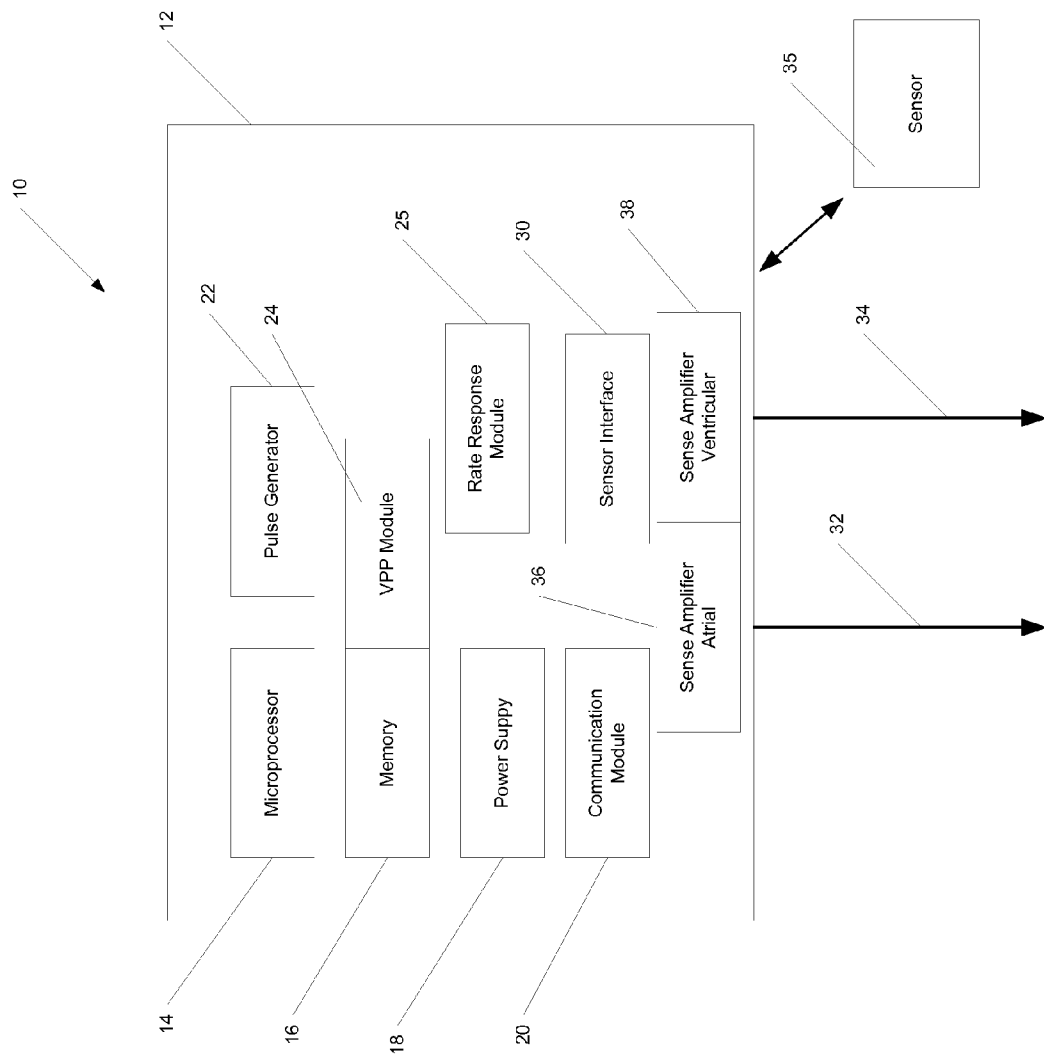 10
12
14
22
Microprocessor
Pulse Generator
24
16
Memory
VPP Module
18
25
Power Suppy
Rate Response
Module
20
30
Communication
Module
Sensor Interface
36
38
Sense Amplifier
Atrial
Sense Amplifier
Ventricular
35
Sensor
32
34